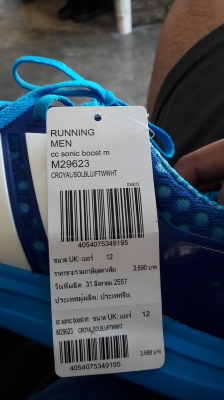 RUNNING
MEN
cc sonic boost m
M29623
CROYAL/SOLBLU/FTWWHT
4054075349195
ขนาด UK: เบอร์ 12
ราคาขายรวมภาษีมูลค่าเพิ่ม 3,690 บาท
วันที่ผลิต 31 สิงหาคม 2557
ประเทศผู้ผลิต: ประเทศจีน
cc sonic boost m ขนาด UK: เบอร์ 12
M29623 CROYAL/SOLBLU/FTWWHT
3,690 บาท
4054075349195